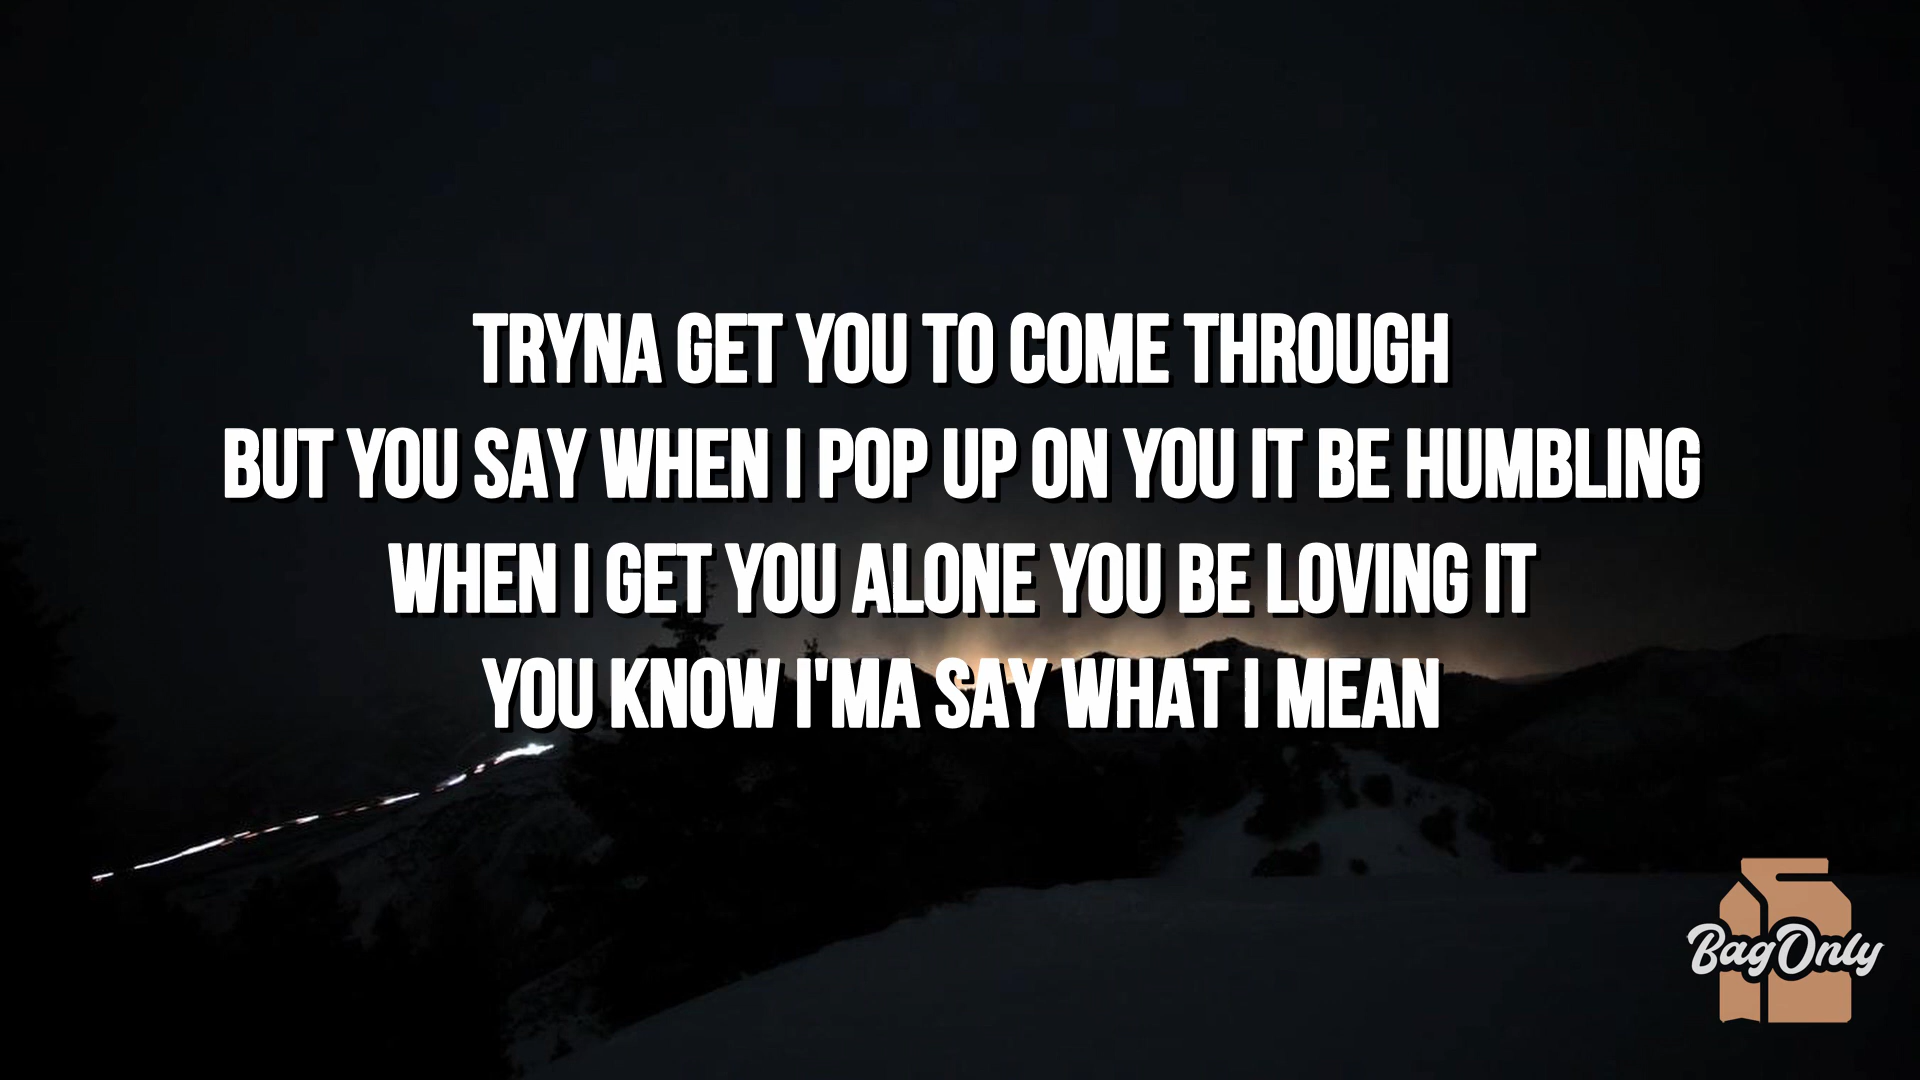 TRYNA GET YOU TO COME THROUGH
BUT YOU SAY WHEN I POP UP ON YOU IT BE HUMBLING
WHEN I GET YOU ALONE YOU BE LOVING IT
YOU KNOW I'MA SAY WHAT I MEAN
BagOnly